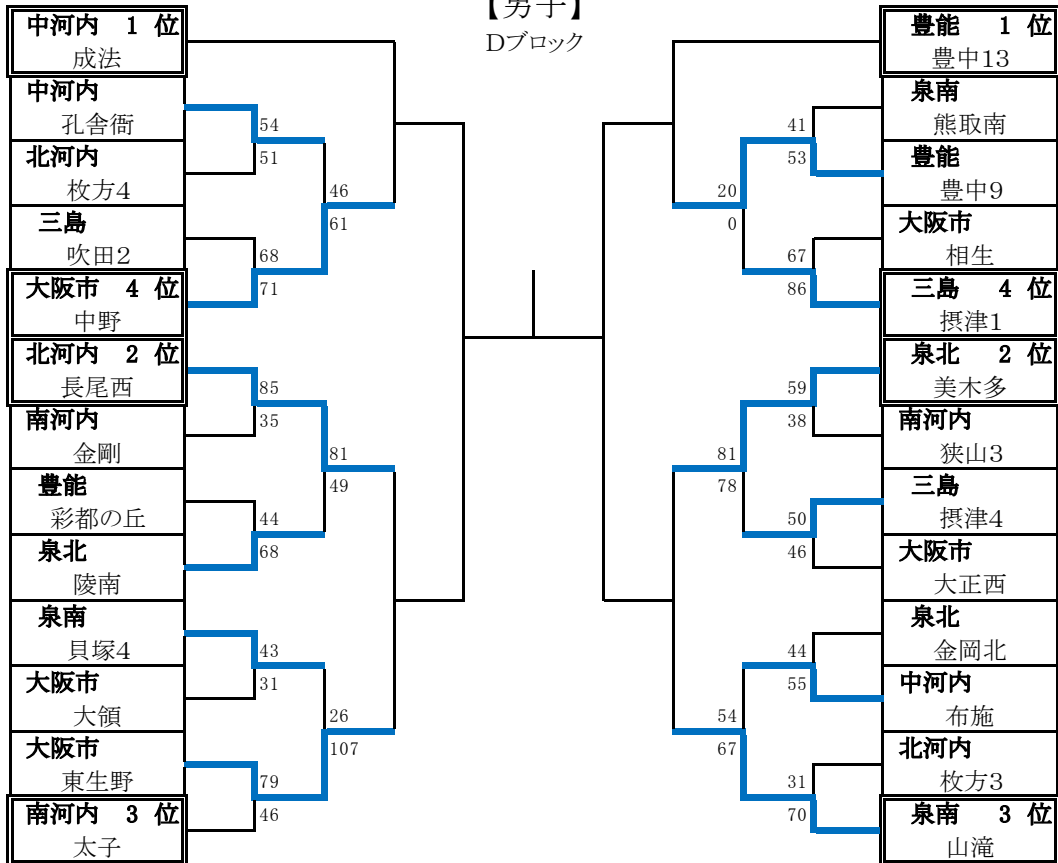 【男子】
Dブロック
中河内 1 位
成法
中河内
孔舎衙
北河内
枚方4
三島
吹田2
大阪市 4 位
中野
北河内 2 位
長尾西
南河内
金剛
豊能
彩都の丘
泉北
陵南
泉南
貝塚4
大阪市
大領
大阪市
東生野
南河内 3 位
太子
54
51
68
71
85
35
44
68
43
31
79
46
46
61
81
49
26
107
20
0
81
78
54
67
41
53
67
86
59
38
50
46
44
55
31
70
豊能 1 位
豊中13
泉南
熊取南
豊能
豊中9
大阪市
相生
三島 4 位
摂津1
泉北 2 位
美木多
南河内
狭山3
三島
摂津4
大阪市
大正西
泉北
金岡北
中河内
布施
北河内
枚方3
泉南 3 位
山滝